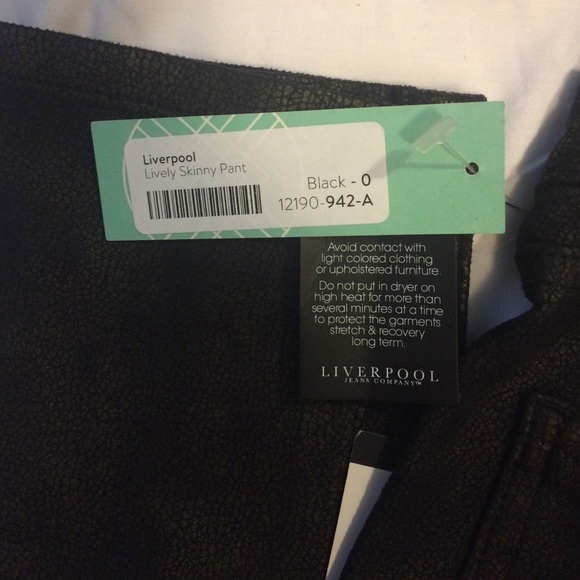 Liverpool
Lively Skinny Pant
Black - 0
12190-942-A
Avoid contact with
light colored clothing
or upholstered furniture.
Do not put in dryer on
high heat for more than
several minutes at a time
to protect the garments
stretch & recovery
long term.
LIVERPOOL
JEANS COMPANY™